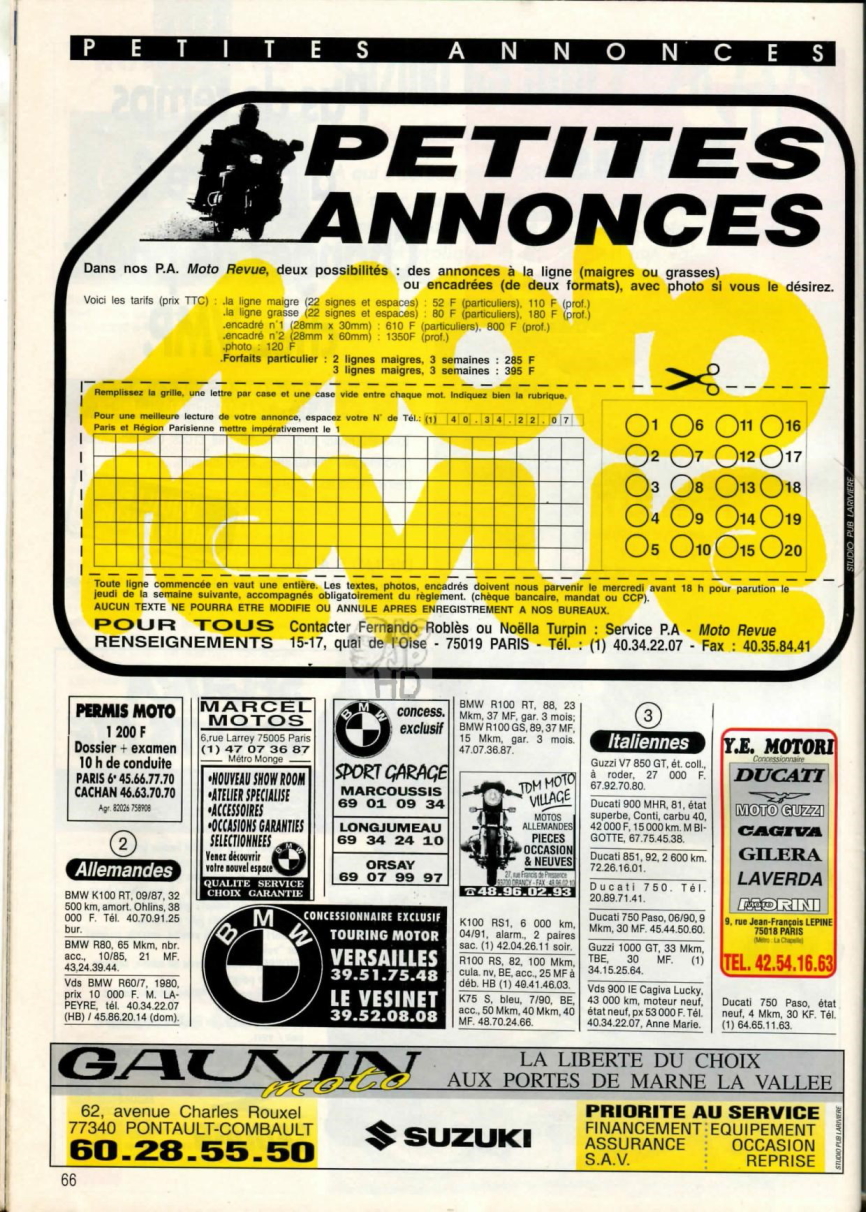 PETITES ANNONCES
PETITES
ANNONCES
Dans nos P.A. Moto Revue, deux possibilités : des annonces à la ligne (maigres ou grasses)
ou encadrées (de deux formats), avec photo si vous le désirez.
Voici les tarifs (prix TTC) : .la ligne maigre (22 signes et espaces) : 52 F (particuliers), 110 F (prof.)
.la ligne grasse (22 signes et espaces) : 80 F (particuliers), 180 F (prof.)
.encadré n°1 (28mm x 30mm) : 610 F (particuliers), 800 F (prof.)
.encadré n°2 (28mm x 60mm) : 1350F (prof.)
.photo : 120 F
.Forfaits particulier : 2 lignes maigres, 3 semaines : 285 F
3 lignes maigres, 3 semaines : 395 F
moto
revue
Remplissez la grille, une lettre par case et une case vide entre chaque mot. Indiquez bien la rubrique.
Pour une meilleure lecture de votre annonce, espacez votre N° de Tél.: (1) 40.34.22.07
Paris et Région Parisienne mettre impérativement le 1
1 6 11 16
2 7 12 17
3 8 13 18
4 9 14 19
5 10 15 20
STUDIO PUB LARIVIERE
Toute ligne commencée en vaut une entière. Les textes, photos, encadrés doivent nous parvenir le mercredi avant 18 h pour parution le
jeudi de la semaine suivante, accompagnés obligatoirement du règlement. (chèque bancaire, mandat ou CCP).
AUCUN TEXTE NE POURRA ETRE MODIFIE OU ANNULE APRES ENREGISTREMENT A NOS BUREAUX.
POUR TOUS
RENSEIGNEMENTS
Contacter Fernando Roblès ou Noëlla Turpin : Service P.A - Moto Revue
15-17, quai de l'Oise - 75019 PARIS - Tél. : (1) 40.34.22.07 - Fax : 40.35.84.41
HD
PERMIS MOTO
1 200 F
Dossier + examen
10 h de conduite
PARIS 6e 45.66.77.70
CACHAN 46.63.70.70
Agr. 82026 758908
2
Allemandes
BMW K100 RT, 09/87, 32
500 km, amort. Ohlins, 38
000 F. Tél. 40.70.91.25
bur.
BMW R80, 65 Mkm, nbr.
acc., 10/85, 21 MF.
43,24.39.44.
Vds BMW R60/7, 1980,
prix 10 000 F. M. LA-
PEYRE, tél. 40.34.22.07
(HB) / 45.86.20.14 (dom).
MARCEL
MOTOS
6,rue Larrey 75005 Paris
(1) 47 07 36 87
Métro Monge
•NOUVEAU SHOW ROOM
•ATELIER SPECIALISE
•ACCESSOIRES
•OCCASIONS GARANTIES
SELECTIONNEES
Venez découvrir
votre nouvel espace
QUALITE SERVICE
CHOIX GARANTIE
BMW
concess.
exclusif
SPORT GARAGE
MARCOUSSIS
69 01 09 34
LONGJUMEAU
69 34 24 10
ORSAY
69 07 99 97
BMW
CONCESSIONNAIRE EXCLUSIF
TOURING MOTOR
VERSAILLES
39.51.75.48
LE VESINET
39.52.08.08
BMW R100 RT, 88, 23
Mkm, 37 MF, gar. 3 mois;
BMW R100 GS, 89, 37 MF,
15 Mkm, gar. 3 mois.
47.07.36.87.
TDM MOTO
VILLAGE
MOTOS
ALLEMANDES
PIECES
OCCASION
& NEUVES
27, rue Francis de Pressensé
93700 DRANCY - FAX : 48.96.02.10
☎48.96.02.93
K100 RS1, 6 000 km,
04/91, alarm., 2 paires
sac. (1) 42.04.26.11 soir.
R100 RS, 82, 100 Mkm,
cula. nv, BE, acc., 25 MF à
déb. HB (1) 49.41.46.03.
K75 S, bleu, 7/90, BE,
acc., 50 Mkm, 40 Mkm, 40
MF. 48.70.24.66.
3
Italiennes
Guzzi V7 850 GT, ét. coll.,
à roder, 27 000 F.
67.92.70.80.
Ducati 900 MHR, 81, état
superbe, Conti, carbu 40,
42 000 F, 15 000 km. M BI-
GOTTE, 67.75.45.38.
Ducati 851, 92, 2 600 km.
72.26.16.01.
Ducati 750. Tél.
20.89.71.41.
Ducati 750 Paso, 06/90, 9
Mkm, 30 MF. 45.44.50.60.
Guzzi 1000 GT, 33 Mkm,
TBE, 30 MF. (1)
34.15.25.64.
Vds 900 IE Cagiva Lucky,
43 000 km, moteur neuf,
état neuf, px 53 000 F. Tél.
40.34.22.07, Anne Marie.
Y.E. MOTORI
Concessionnaire
DUCATI
MOTO GUZZI
CAGIVA
GILERA
LAVERDA
MOTO MORINI
9, rue Jean-François LEPINE
75018 PARIS
(Métro : La Chapelle)
TEL. 42.54.16.63
Ducati 750 Paso, état
neuf, 4 Mkm, 30 KF. Tél.
(1) 64.65.11.63.
GAUVIN
moto
LA LIBERTE DU CHOIX
AUX PORTES DE MARNE LA VALLEE
62, avenue Charles Rouxel
77340 PONTAULT-COMBAULT
60.28.55.50
SUZUKI
PRIORITE AU SERVICE
FINANCEMENT EQUIPEMENT
ASSURANCE OCCASION
S.A.V. REPRISE
STUDIO PUB LARIVIERE
66